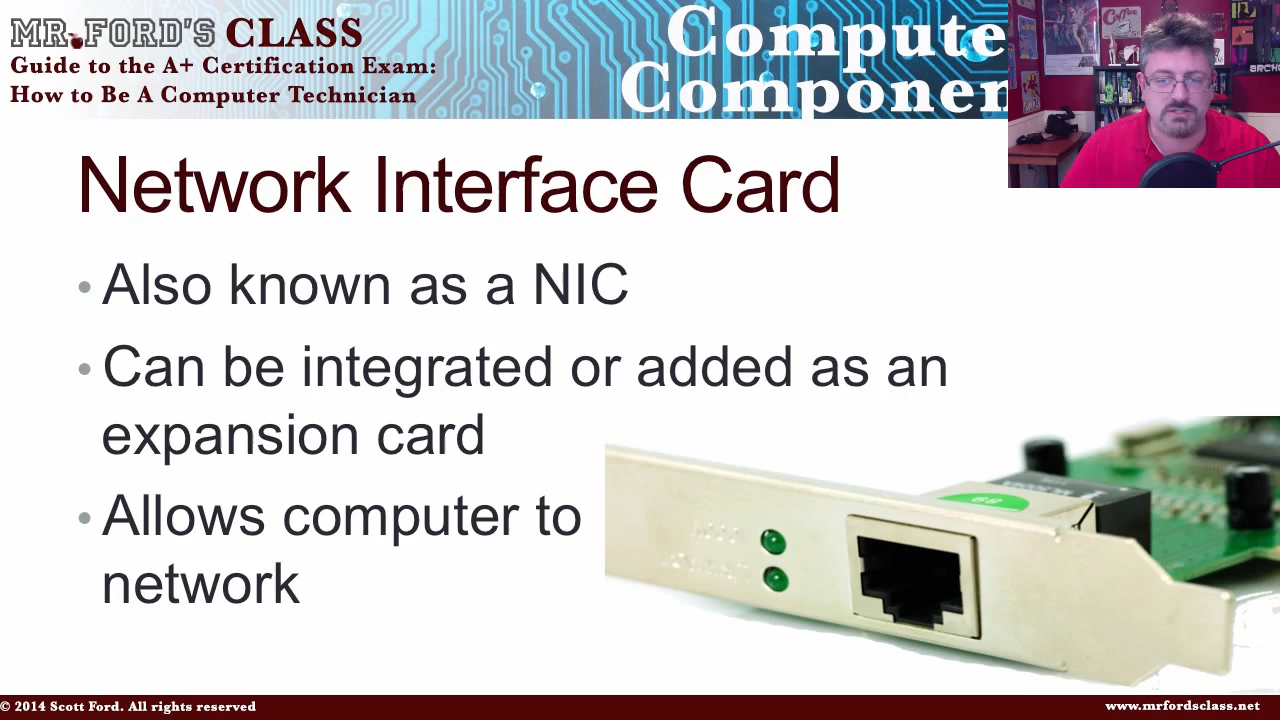 MR. FORD'S CLASS
Guide to the A+ Certification Exam:
How to Be A Computer Technician
Compute
Componen
Network Interface Card
• Also known as a NIC
• Can be integrated or added as an
expansion card
• Allows computer to
network
© 2014 Scott Ford. All rights reserved
www.mrfordsclass.net